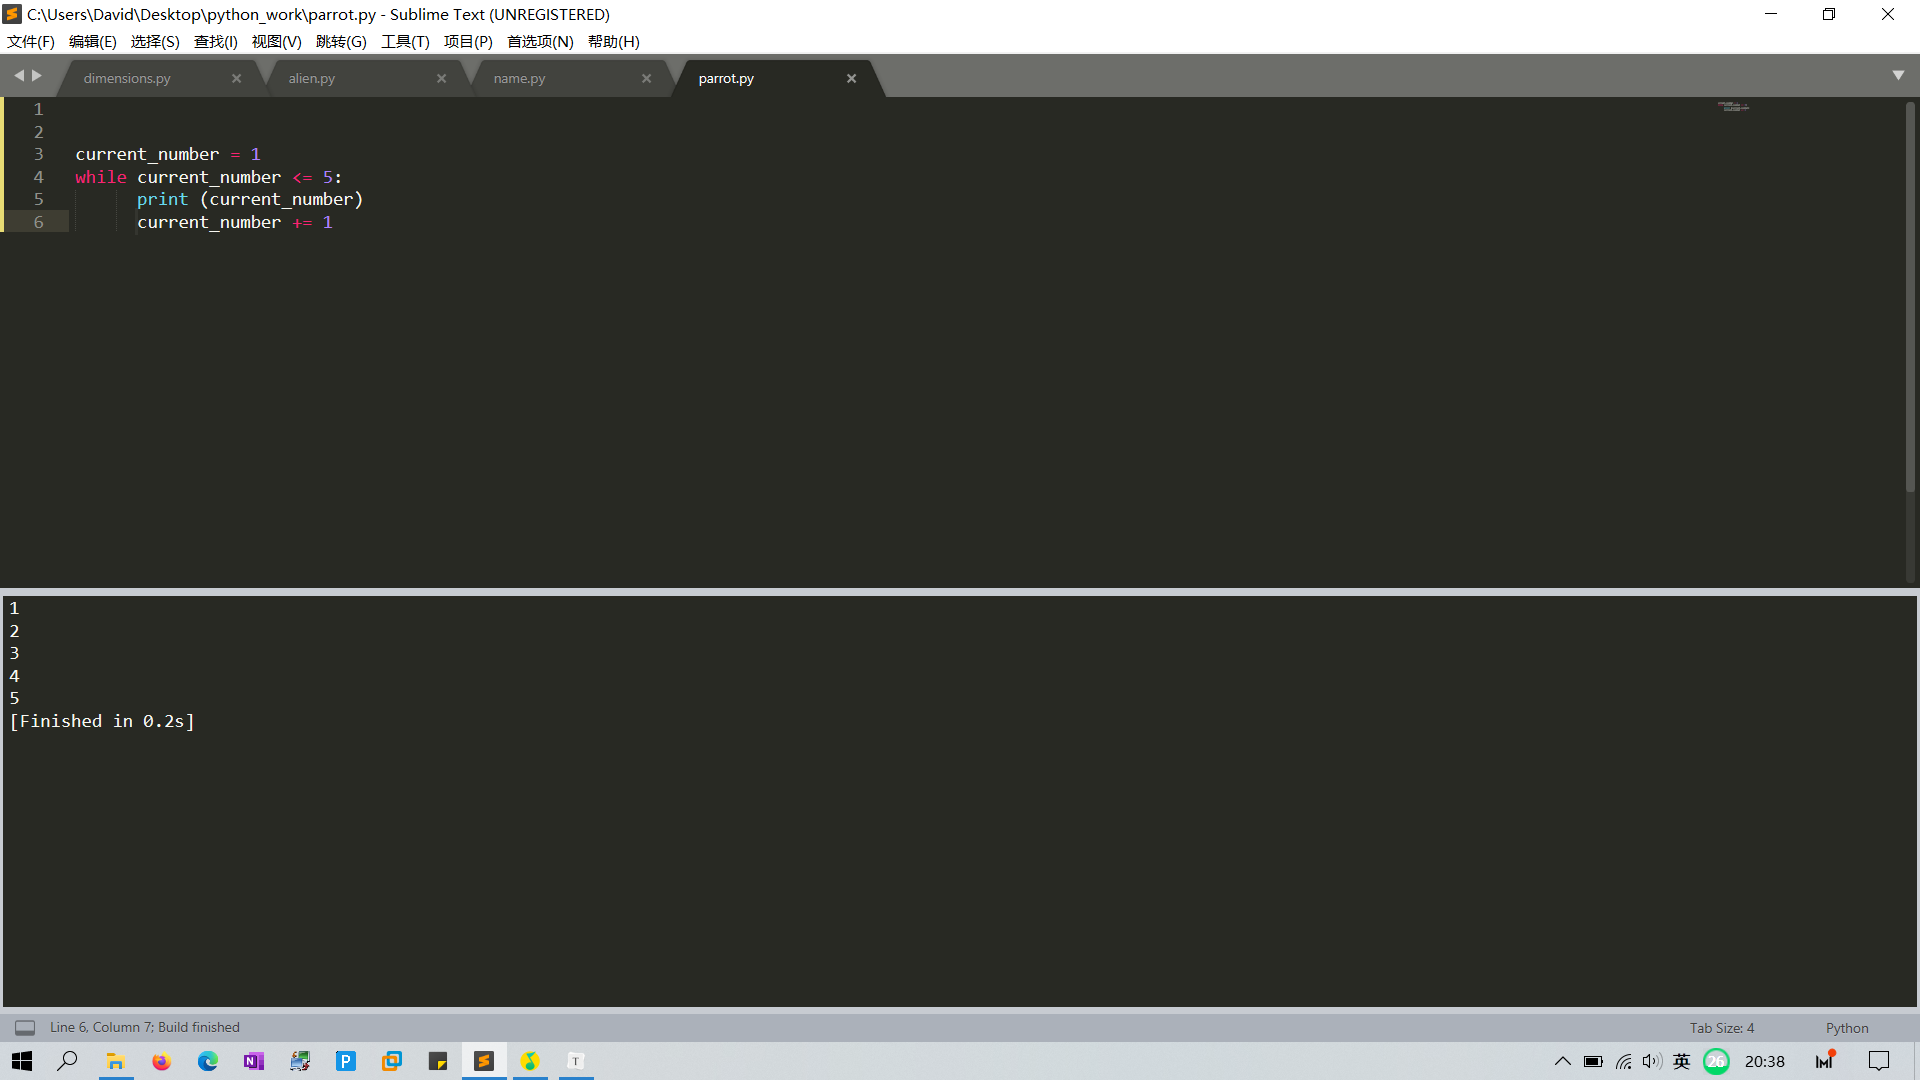 C:\Users\David\Desktop\python_work\parrot.py - Sublime Text (UNREGISTERED)
文件(F) 编辑(E) 选择(S) 查找(I) 视图(V) 跳转(G) 工具(T) 项目(P) 首选项(N) 帮助(H)
dimensions.py alien.py name.py parrot.py
1
2
3 current_number = 1
4 while current_number <= 5:
5 print (current_number)
6 current_number += 1
1
2
3
4
5
[Finished in 0.2s]
Line 6, Column 7; Build finished Tab Size: 4 Python
N P S T 英 26 20:38